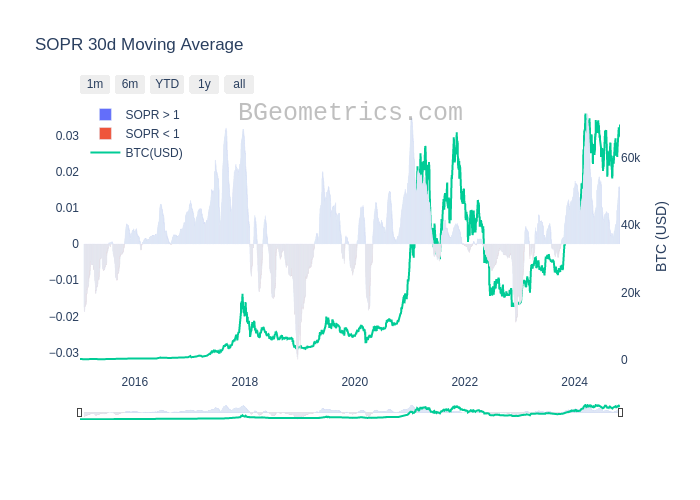 SOPR 30d Moving Average
1m 6m YTD 1y all
BGeometrics.com
SOPR > 1
SOPR < 1
BTC(USD)
0.03
0.02
0.01
0
−0.01
−0.02
−0.03
60k
40k
20k
0
BTC (USD)
2016 2018 2020 2022 2024